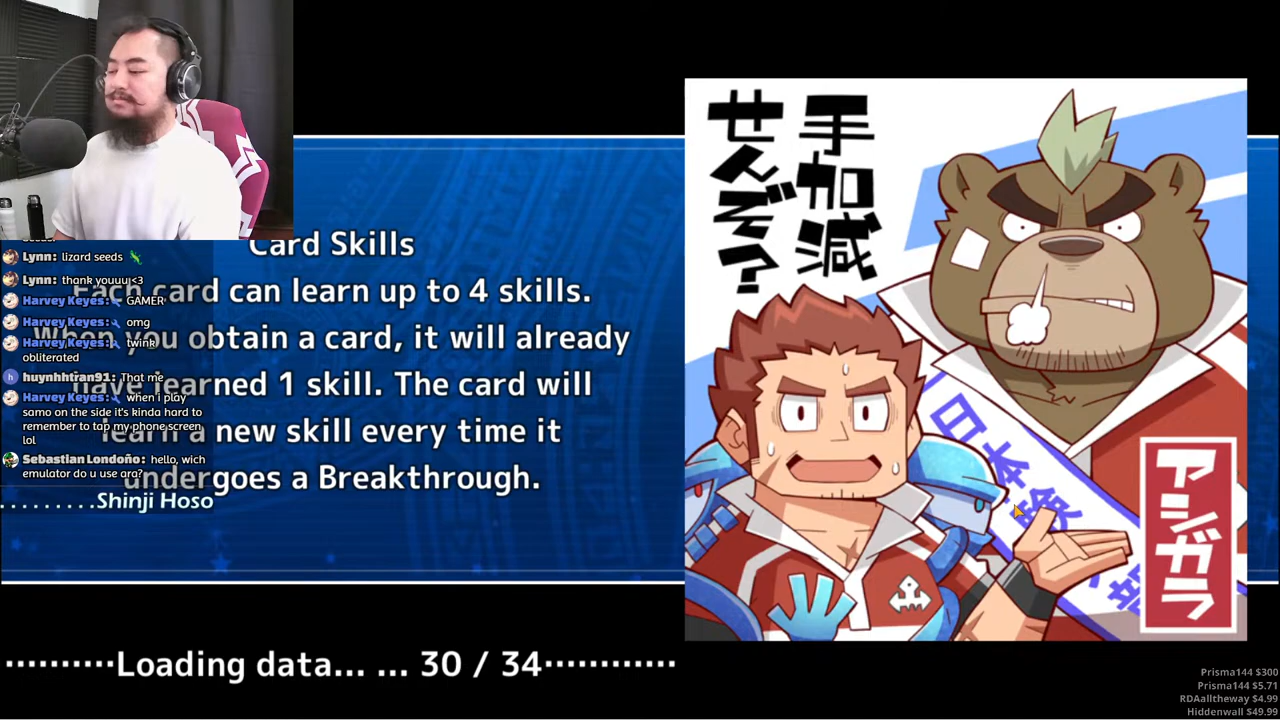 Lynn: lizard seeds
Lynn: thank youuu<3
Harvey Keyes: GAMER
Harvey Keyes: omg
Harvey Keyes: twink
obliterated
huynhhtran91: That me
Harvey Keyes: when i play
samo on the side it's kinda hard to
remember to tap my phone screen
lol
Sebastian Londoño: hello, wich
emulator do u use ara?
Card Skills
Each card can learn up to 4 skills.
When you obtain a card, it will already
have learned 1 skill. The card will
learn a new skill every time it
undergoes a Breakthrough.
.........Shinji Hoso
手加減
せんぞ?
日本
アシガラ
Loading data... ... 30 / 34
Prisma144 $300
Prisma144 $5.71
RDAalltheway $4.99
Hiddenwall $49.99